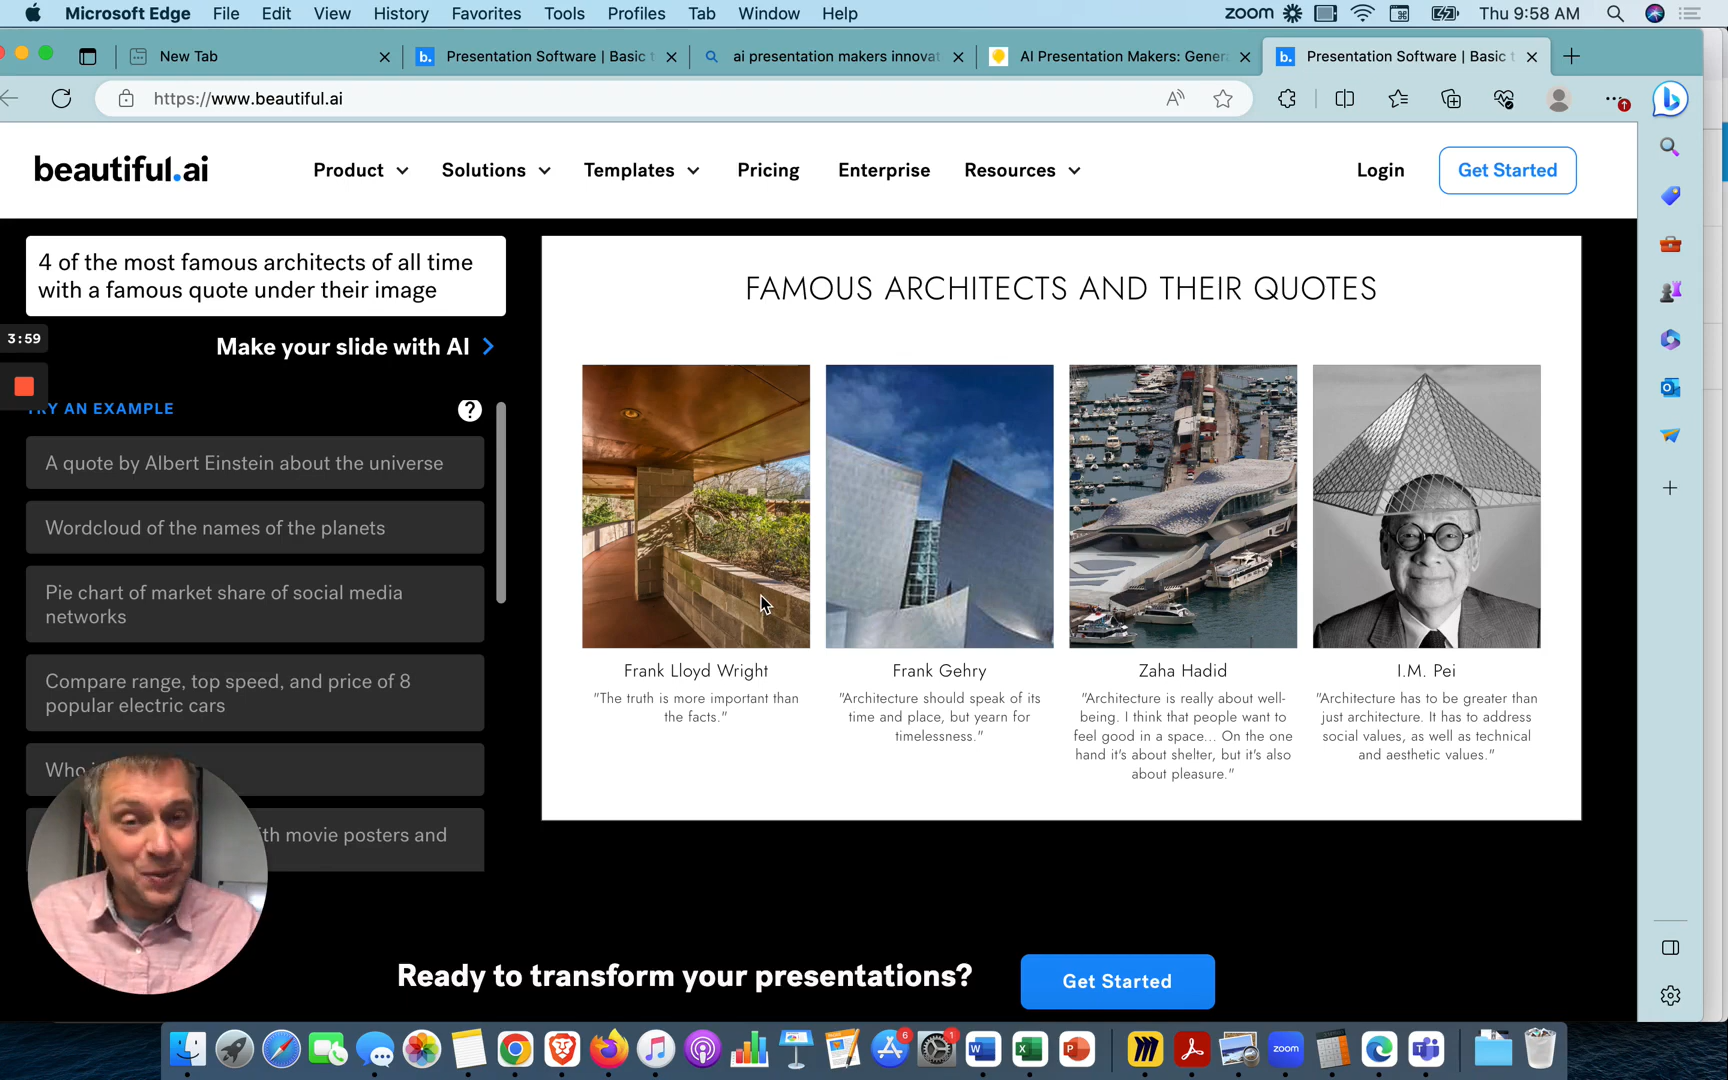 Microsoft Edge File Edit View History Favorites Tools Profiles Tab Window Help
zoom Thu 9:58 AM
New Tab
b. Presentation Software | Basic t
ai presentation makers innovat
AI Presentation Makers: Genera
b. Presentation Software | Basic t
https://www.beautiful.ai
beautiful.ai
Product
Solutions
Templates
Pricing
Enterprise
Resources
Login
Get Started
4 of the most famous architects of all time
with a famous quote under their image
3:59
Make your slide with AI
RY AN EXAMPLE
?
A quote by Albert Einstein about the universe
Wordcloud of the names of the planets
Pie chart of market share of social media
networks
Compare range, top speed, and price of 8
popular electric cars
Who
ith movie posters and
FAMOUS ARCHITECTS AND THEIR QUOTES
Frank Lloyd Wright
"The truth is more important than
the facts."
Frank Gehry
"Architecture should speak of its
time and place, but yearn for
timelessness."
Zaha Hadid
"Architecture is really about well-
being. I think that people want to
feel good in a space... On the one
hand it's about shelter, but it's also
about pleasure."
I.M. Pei
"Architecture has to be greater than
just architecture. It has to address
social values, as well as technical
and aesthetic values."
Ready to transform your presentations?
Get Started
6
1
W
X
P
zoom